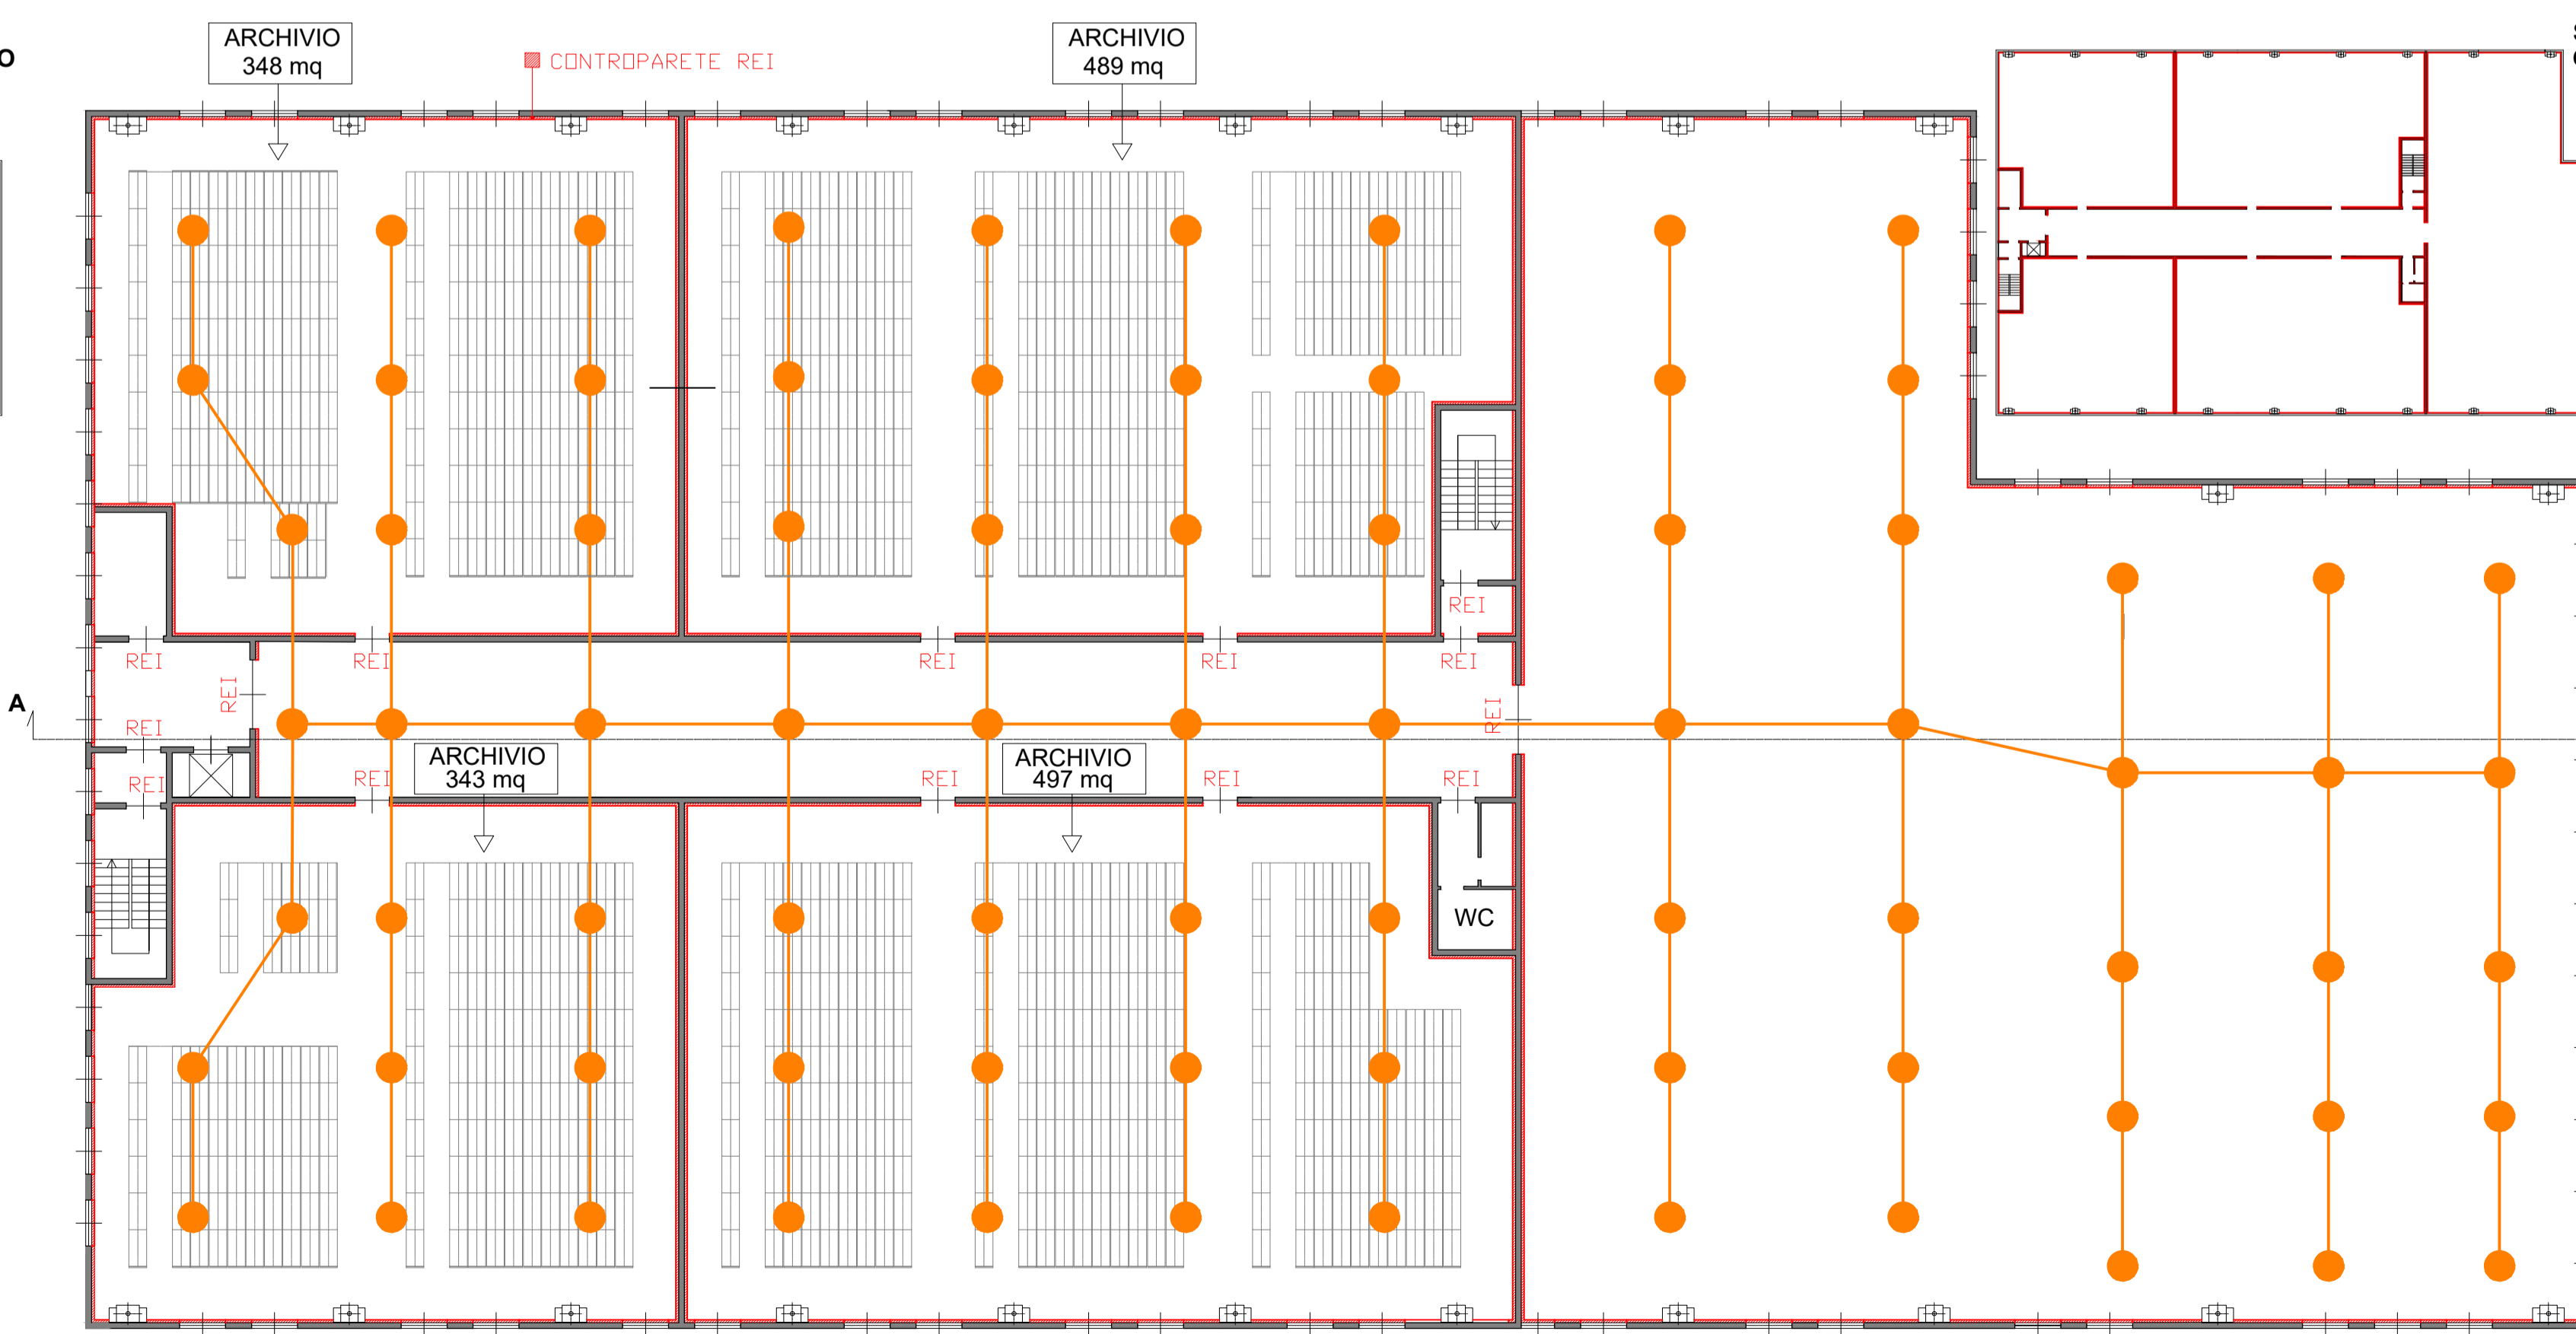 ARCHIVIO
348 mq
CONTROPARETE REI
ARCHIVIO
489 mq
O
REI
REI
REI
REI
REI
REI
REI
REI
A
REI
REI
ARCHIVIO
343 mq
ARCHIVIO
497 mq
REI
REI
REI
REI
WC